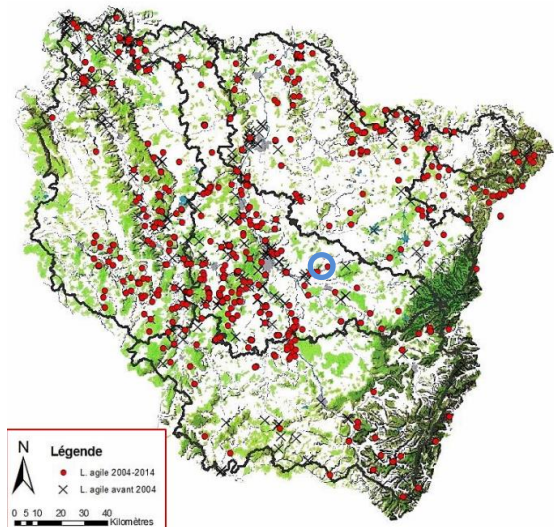 N
Légende
L. agile 2004-2014
L. agile avant 2004
0 5 10 20 30 40
Kilomètres